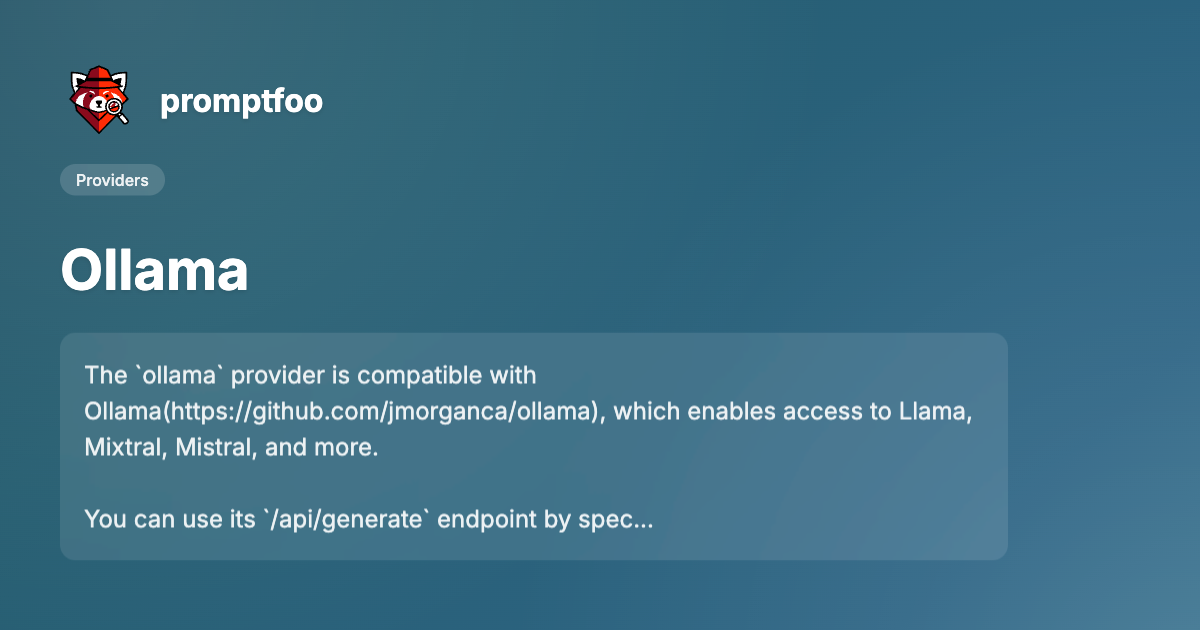 promptfoo
Providers
Ollama
The `ollama` provider is compatible with
Ollama(https://github.com/jmorganca/ollama), which enables access to Llama,
Mixtral, Mistral, and more.
You can use its `/api/generate` endpoint by spec...